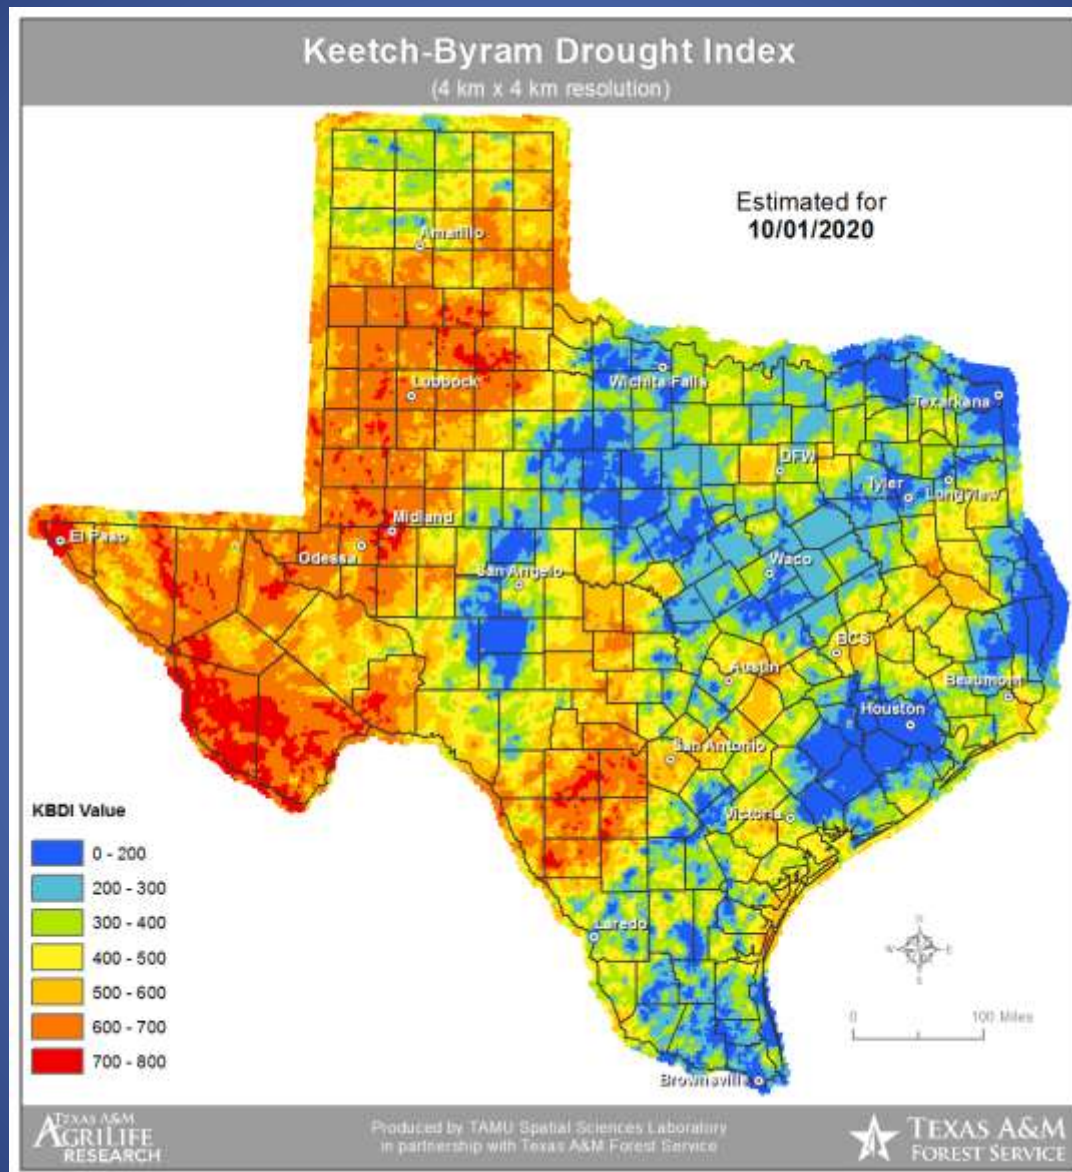 Keetch-Byram Drought Index
(4 km x 4 km resolution)
Estimated for
10/01/2020
Amarillo
Lubbock
Wichita Falls
Texarkana
DFW
Tyler
Longview
El Paso
Midland
Odessa
San Angelo
Waco
BCS
Austin
Beaumont
Houston
San Antonio
Victoria
Laredo
Brownsville
KBDI Value
0 - 200
200 - 300
300 - 400
400 - 500
500 - 600
600 - 700
700 - 800
N
W E
S
0 100 Miles
TEXAS A&M
AGRILIFE
RESEARCH
Produced by TAMU Spatial Sciences Laboratory
in partnership with Texas A&M Forest Service
TEXAS A&M
FOREST SERVICE